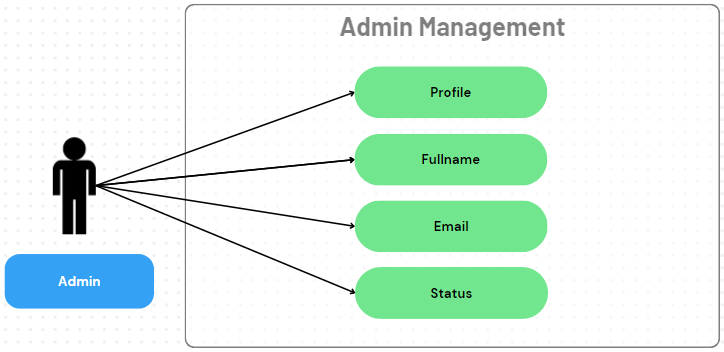 Admin Management
Profile
Fullname
Email
Status
Admin